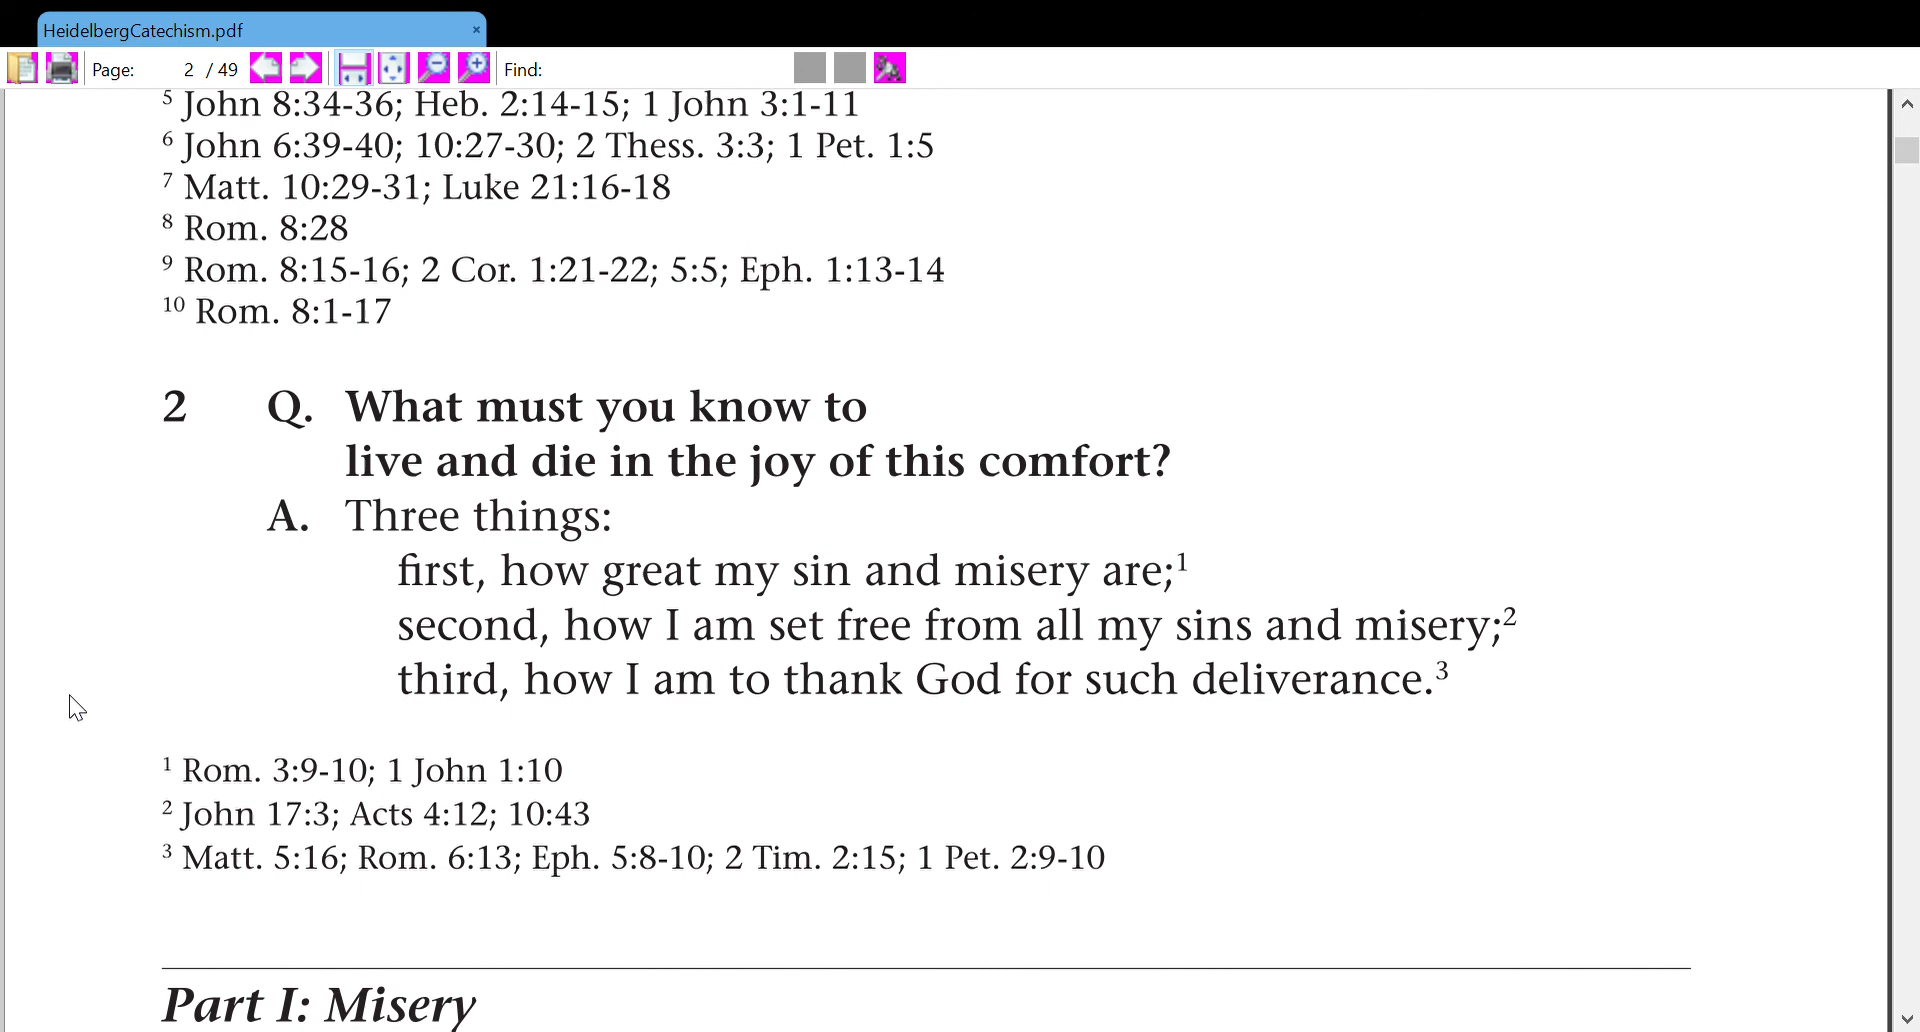 HeidelbergCatechism.pdf ×
Page: 2 / 49 Find:
5 John 8:34-36; Heb. 2:14-15; 1 John 3:1-11
6 John 6:39-40; 10:27-30; 2 Thess. 3:3; 1 Pet. 1:5
7 Matt. 10:29-31; Luke 21:16-18
8 Rom. 8:28
9 Rom. 8:15-16; 2 Cor. 1:21-22; 5:5; Eph. 1:13-14
10 Rom. 8:1-17
2 Q. What must you know to
live and die in the joy of this comfort?
A. Three things:
first, how great my sin and misery are;1
second, how I am set free from all my sins and misery;2
third, how I am to thank God for such deliverance.3
1 Rom. 3:9-10; 1 John 1:10
2 John 17:3; Acts 4:12; 10:43
3 Matt. 5:16; Rom. 6:13; Eph. 5:8-10; 2 Tim. 2:15; 1 Pet. 2:9-10
Part I: Misery